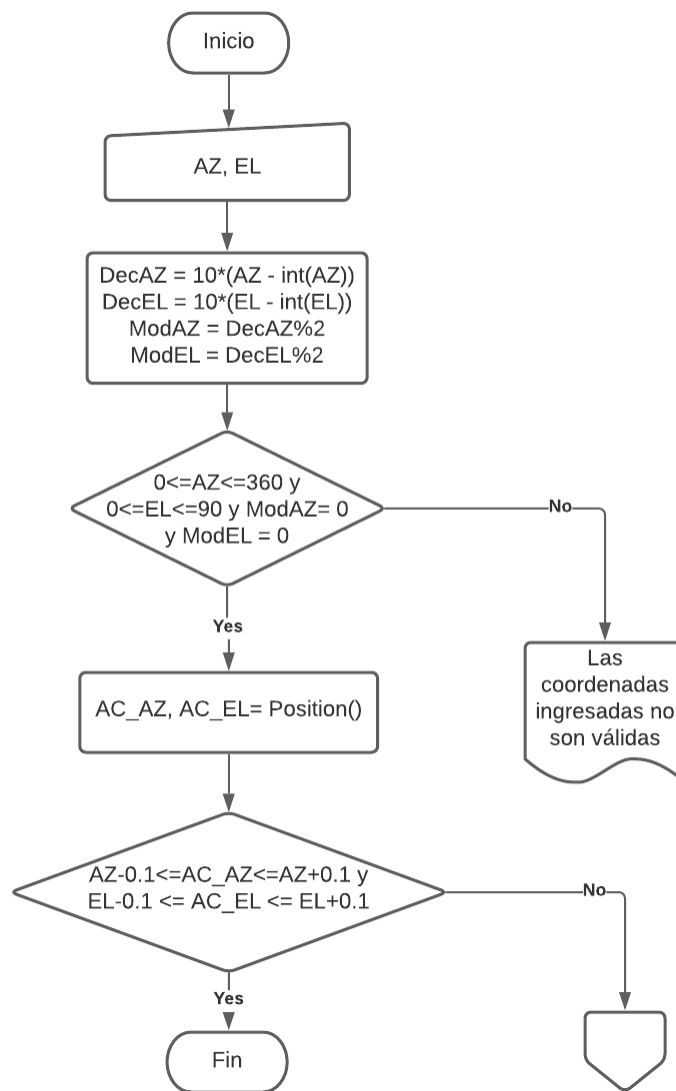 Inicio
AZ, EL
DecAZ = 10*(AZ - int(AZ))
DecEL = 10*(EL - int(EL))
ModAZ = DecAZ%2
ModEL = DecEL%2
0<=AZ<=360 y
0<=EL<=90 y ModAZ= 0
y ModEL = 0
No
Yes
Las
coordenadas
ingresadas no
son válidas
AC_AZ, AC_EL= Position()
AZ-0.1<=AC_AZ<=AZ+0.1 y
EL-0.1 <= AC_EL <= EL+0.1
No
Yes
Fin